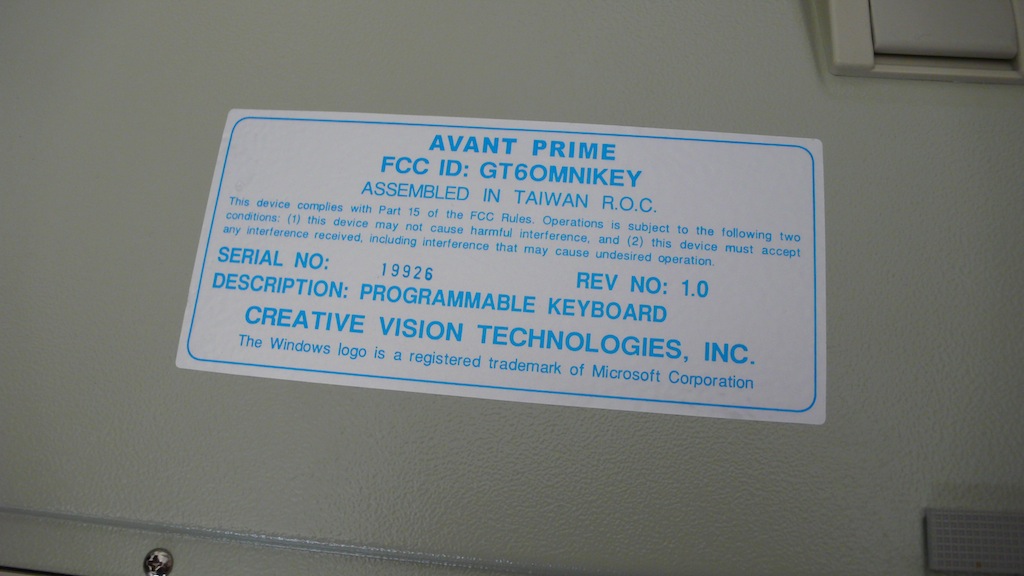 AVANT PRIME
FCC ID: GT6OMNIKEY
ASSEMBLED IN TAIWAN R.O.C.
This device complies with Part 15 of the FCC Rules. Operations is subject to the following two
conditions: (1) this device may not cause harmful interference, and (2) this device must accept
any interference received, including interference that may cause undesired operation.
SERIAL NO: 19926 REV NO: 1.0
DESCRIPTION: PROGRAMMABLE KEYBOARD
CREATIVE VISION TECHNOLOGIES, INC.
The Windows logo is a registered trademark of Microsoft Corporation